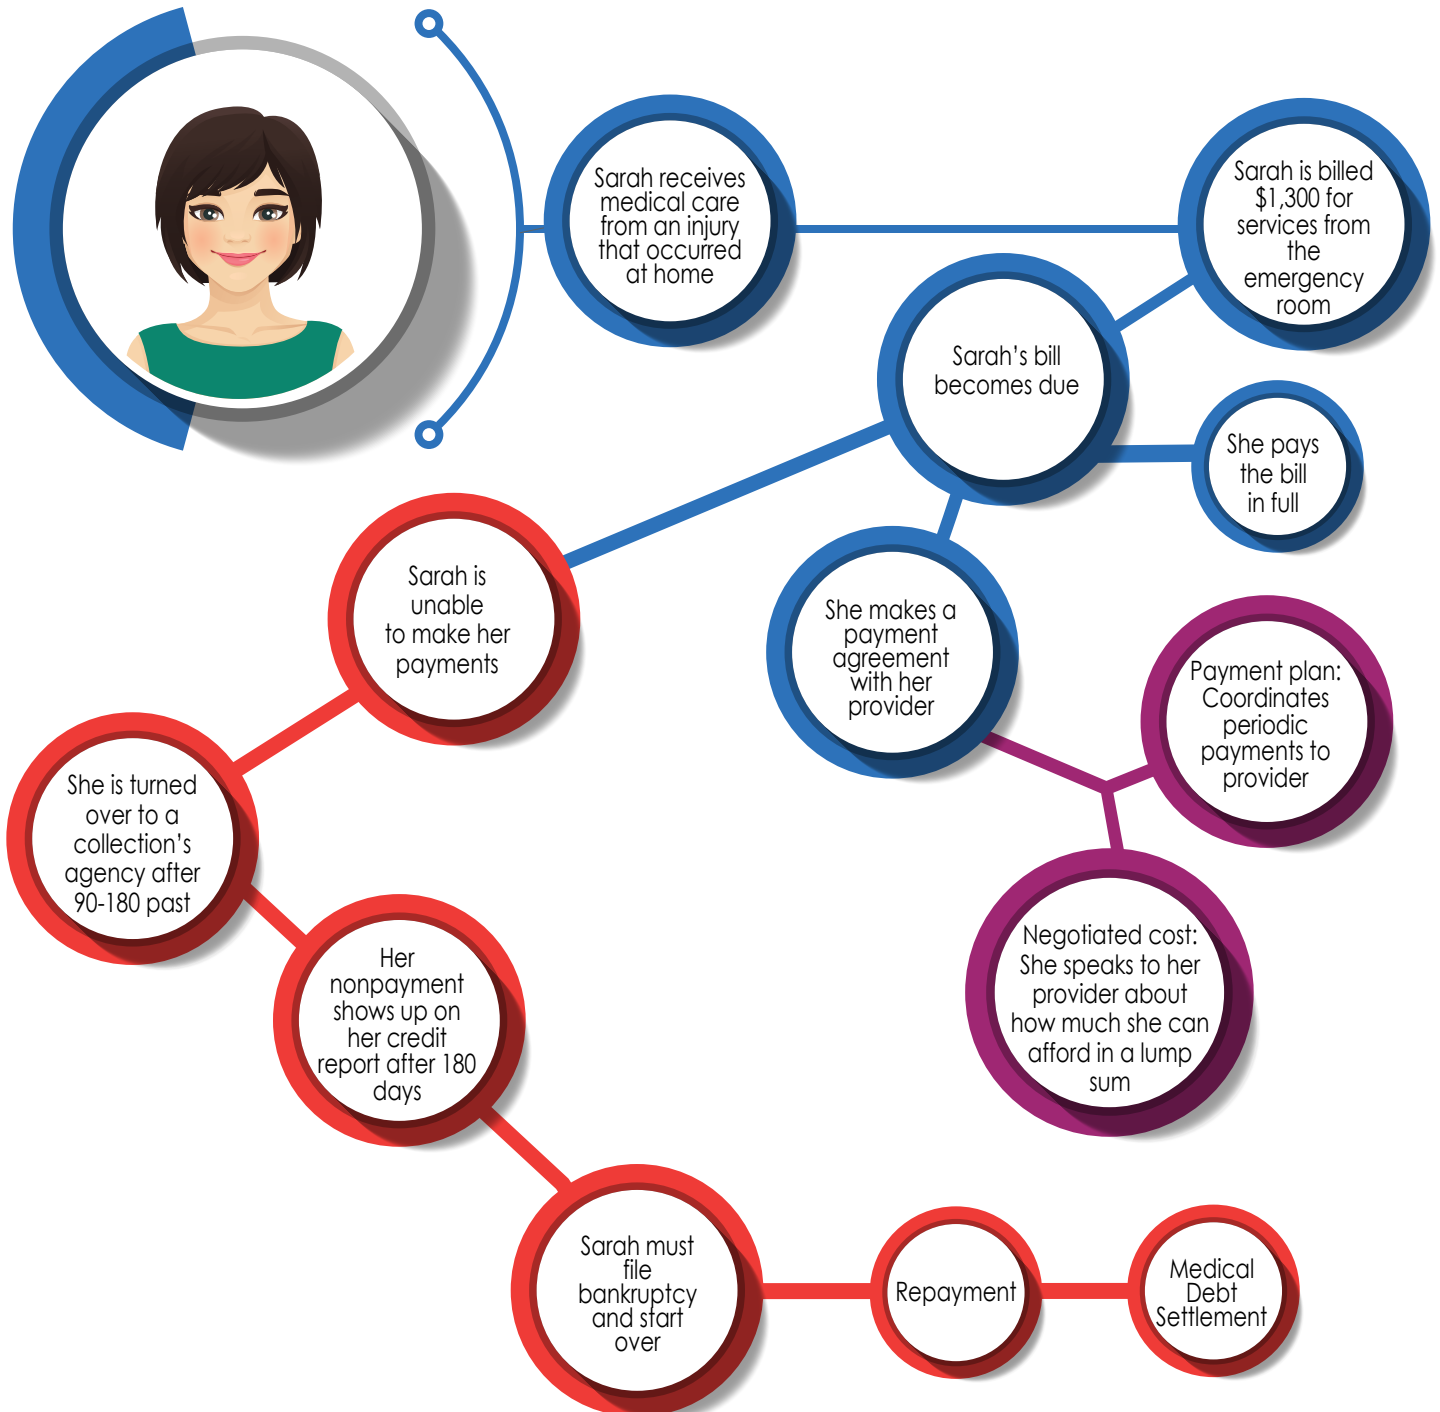 Sarah receives
medical care
from an injury
that occurred
at home
Sarah is billed
$1,300 for
services from
the
emergency
room
Sarah’s bill
becomes due
She pays
the bill
in full
She makes a
payment
agreement
with her
provider
Payment plan:
Coordinates
periodic
payments to
provider
Negotiated cost:
She speaks to her
provider about
how much she can
afford in a lump
sum
Sarah is
unable
to make her
payments
She is turned
over to a
collection’s
agency after
90-180 past
Her
nonpayment
shows up on
her credit
report after 180
days
Sarah must
file
bankruptcy
and start
over
Repayment
Medical
Debt
Settlement